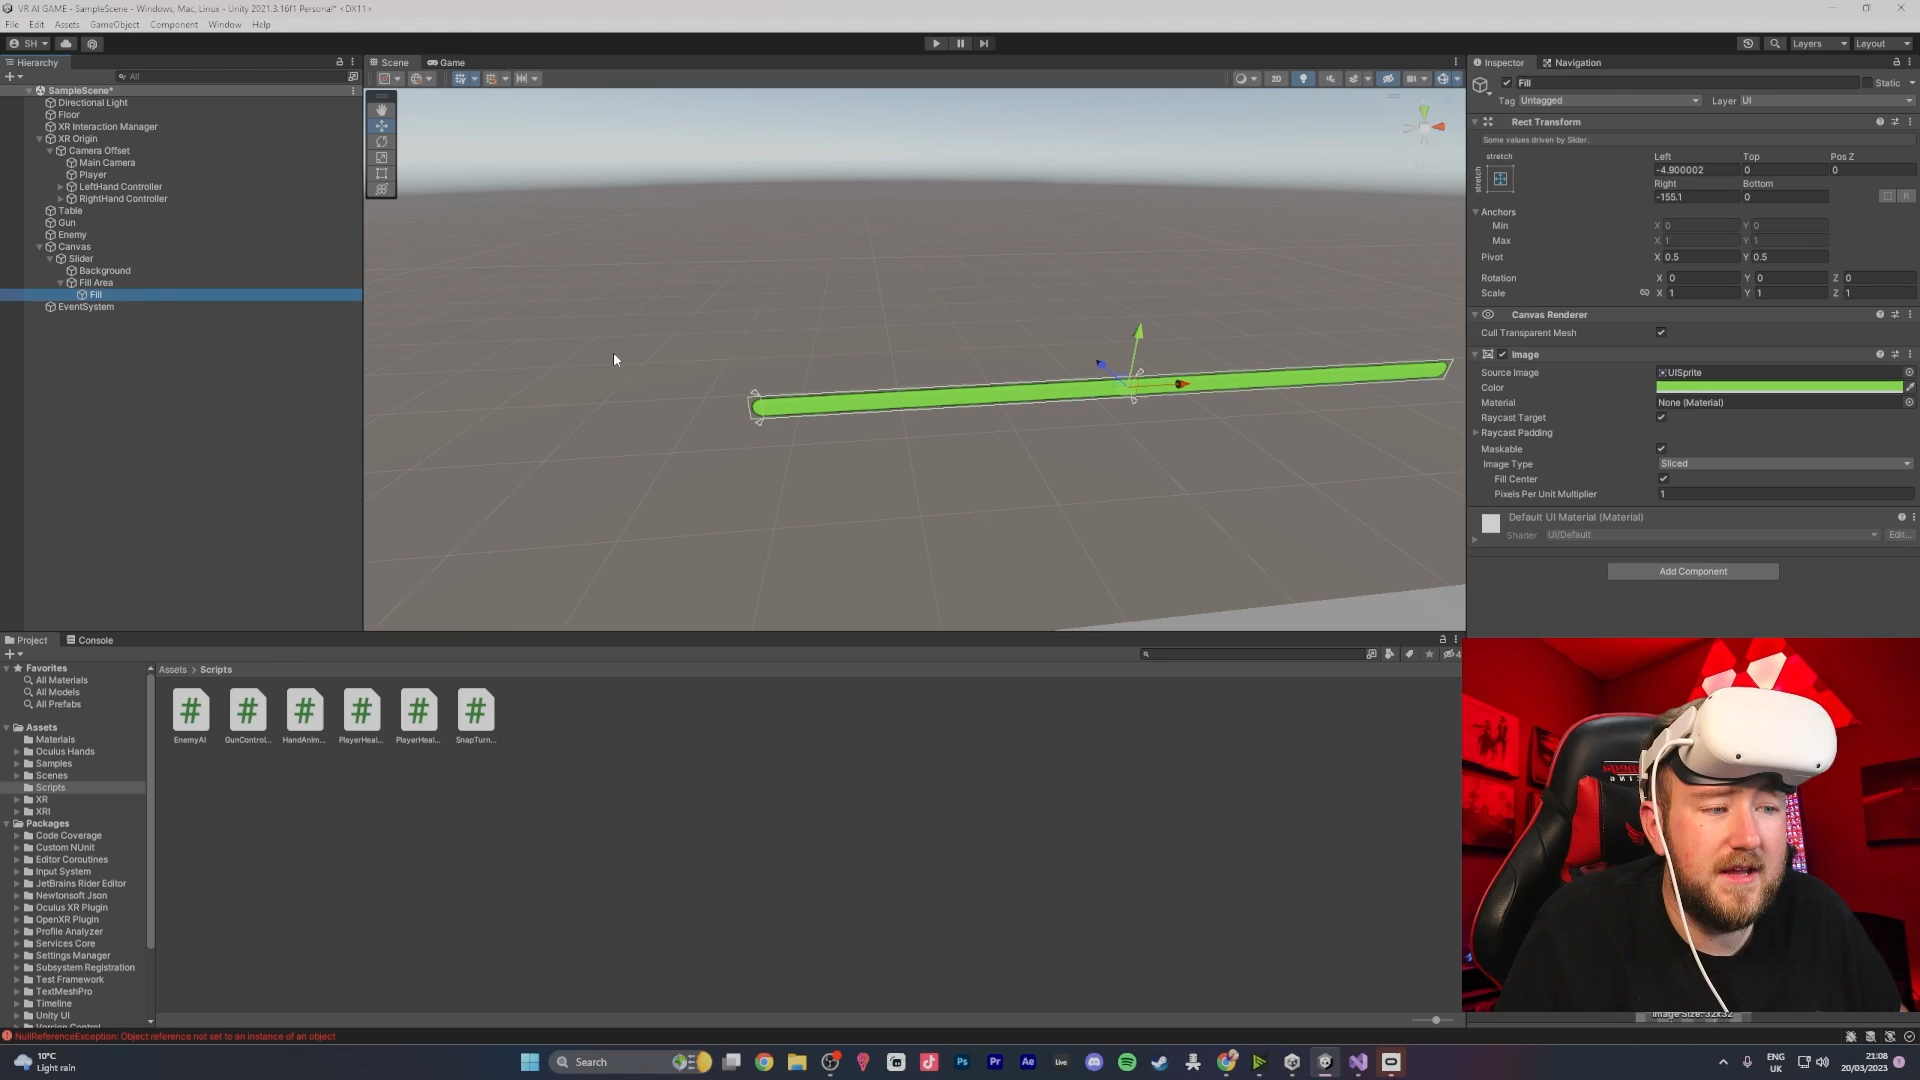 VR AI GAME - SampleScene - Windows, Mac, Linux - Unity 2021.3.16f1 Personal* <DX11>
File Edit Assets GameObject Component Window Help
SH
Layers Layout
Hierarchy
All
SampleScene*
Directional Light
Floor
XR Interaction Manager
XR Origin
Camera Offset
Main Camera
Player
LeftHand Controller
RightHand Controller
Table
Gun
Enemy
Canvas
Slider
Background
Fill Area
Fill
EventSystem
Scene Game
2D
Inspector Navigation
Fill Static
Tag Untagged Layer UI
Rect Transform
Some values driven by Slider.
stretch Left Top Pos Z
stretch -4.900002 0 0
Right Bottom
-155.1 0 R
Anchors
Min X 0 Y 0
Max X 1 Y 1
Pivot X 0.5 Y 0.5
Rotation X 0 Y 0 Z 0
Scale X 1 Y 1 Z 1
Canvas Renderer
Cull Transparent Mesh
Image
Source Image UISprite
Color
Material None (Material)
Raycast Target
Raycast Padding
Maskable
Image Type Sliced
Fill Center
Pixels Per Unit Multiplier 1
Default UI Material (Material)
Shader UI/Default Edit...
Add Component
Project Console
Favorites
All Materials
All Models
All Prefabs
Assets
Materials
Oculus Hands
Samples
Scenes
Scripts
XR
XRI
Packages
Code Coverage
Custom NUnit
Editor Coroutines
Input System
JetBrains Rider Editor
Newtonsoft Json
Oculus XR Plugin
OpenXR Plugin
Profile Analyzer
Services Core
Settings Manager
Subsystem Registration
Test Framework
TextMeshPro
Timeline
Unity UI
Version Control
Assets > Scripts
4
EnemyAI GunControl... HandAnim... PlayerHeal... PlayerHeal... SnapTurn...
Image Size: 32x32
NullReferenceException: Object reference not set to an instance of an object
10°C
Light rain
Search
Ps Pr Ae Live
ENG
UK
21:08
20/03/2023
1